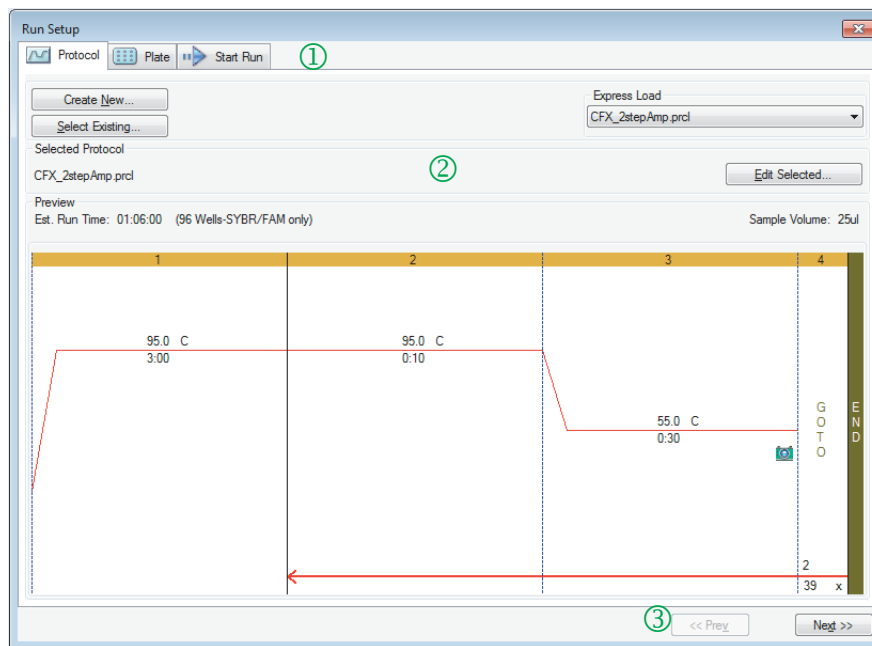 Run Setup
Protocol Plate Start Run ①
Create New...
Select Existing...
Express Load
CFX_2stepAmp.prcl
Selected Protocol
CFX_2stepAmp.prcl ② Edit Selected...
Preview
Est. Run Time: 01:06:00 (96 Wells-SYBR/FAM only) Sample Volume: 25ul
1 2 3 4
95.0 C 95.0 C
3:00 0:10
55.0 C
0:30
GOTO
END
2
39 x
③ << Prev Next >>